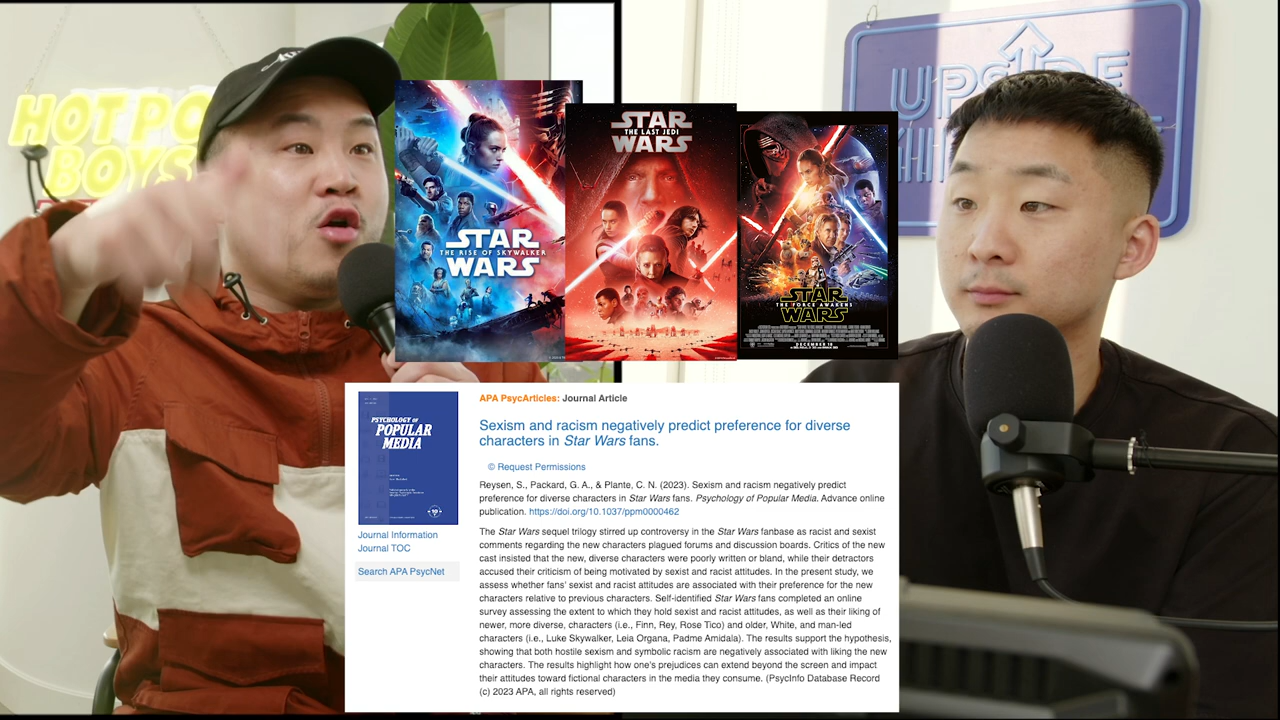 HOT PO
BOYS
UPSIDE
STAR
THE RISE OF SKYWALKER
WARS
STAR
THE LAST JEDI
WARS
STAR
THE FORCE AWAKENS
WARS
DECEMBER 18
PSYCHOLOGY OF
POPULAR
MEDIA
Journal Information
Journal TOC
Search APA PsycNet
APA PsycArticles: Journal Article
Sexism and racism negatively predict preference for diverse
characters in Star Wars fans.
© Request Permissions
Reysen, S., Packard, G. A., & Plante, C. N. (2023). Sexism and racism negatively predict
preference for diverse characters in Star Wars fans. Psychology of Popular Media. Advance online
publication. https://doi.org/10.1037/ppm0000462
The Star Wars sequel trilogy stirred up controversy in the Star Wars fanbase as racist and sexist
comments regarding the new characters plagued forums and discussion boards. Critics of the new
cast insisted that the new, diverse characters were poorly written or bland, while their detractors
accused their criticism of being motivated by sexist and racist attitudes. In the present study, we
assess whether fans' sexist and racist attitudes are associated with their preference for the new
characters relative to previous characters. Self-identified Star Wars fans completed an online
survey assessing the extent to which they hold sexist and racist attitudes, as well as their liking of
newer, more diverse, characters (i.e., Finn, Rey, Rose Tico) and older, White, and man-led
characters (i.e., Luke Skywalker, Leia Organa, Padme Amidala). The results support the hypothesis,
showing that both hostile sexism and symbolic racism are negatively associated with liking the new
characters. The results highlight how one's prejudices can extend beyond the screen and impact
their attitudes toward fictional characters in the media they consume. (PsycInfo Database Record
(c) 2023 APA, all rights reserved)